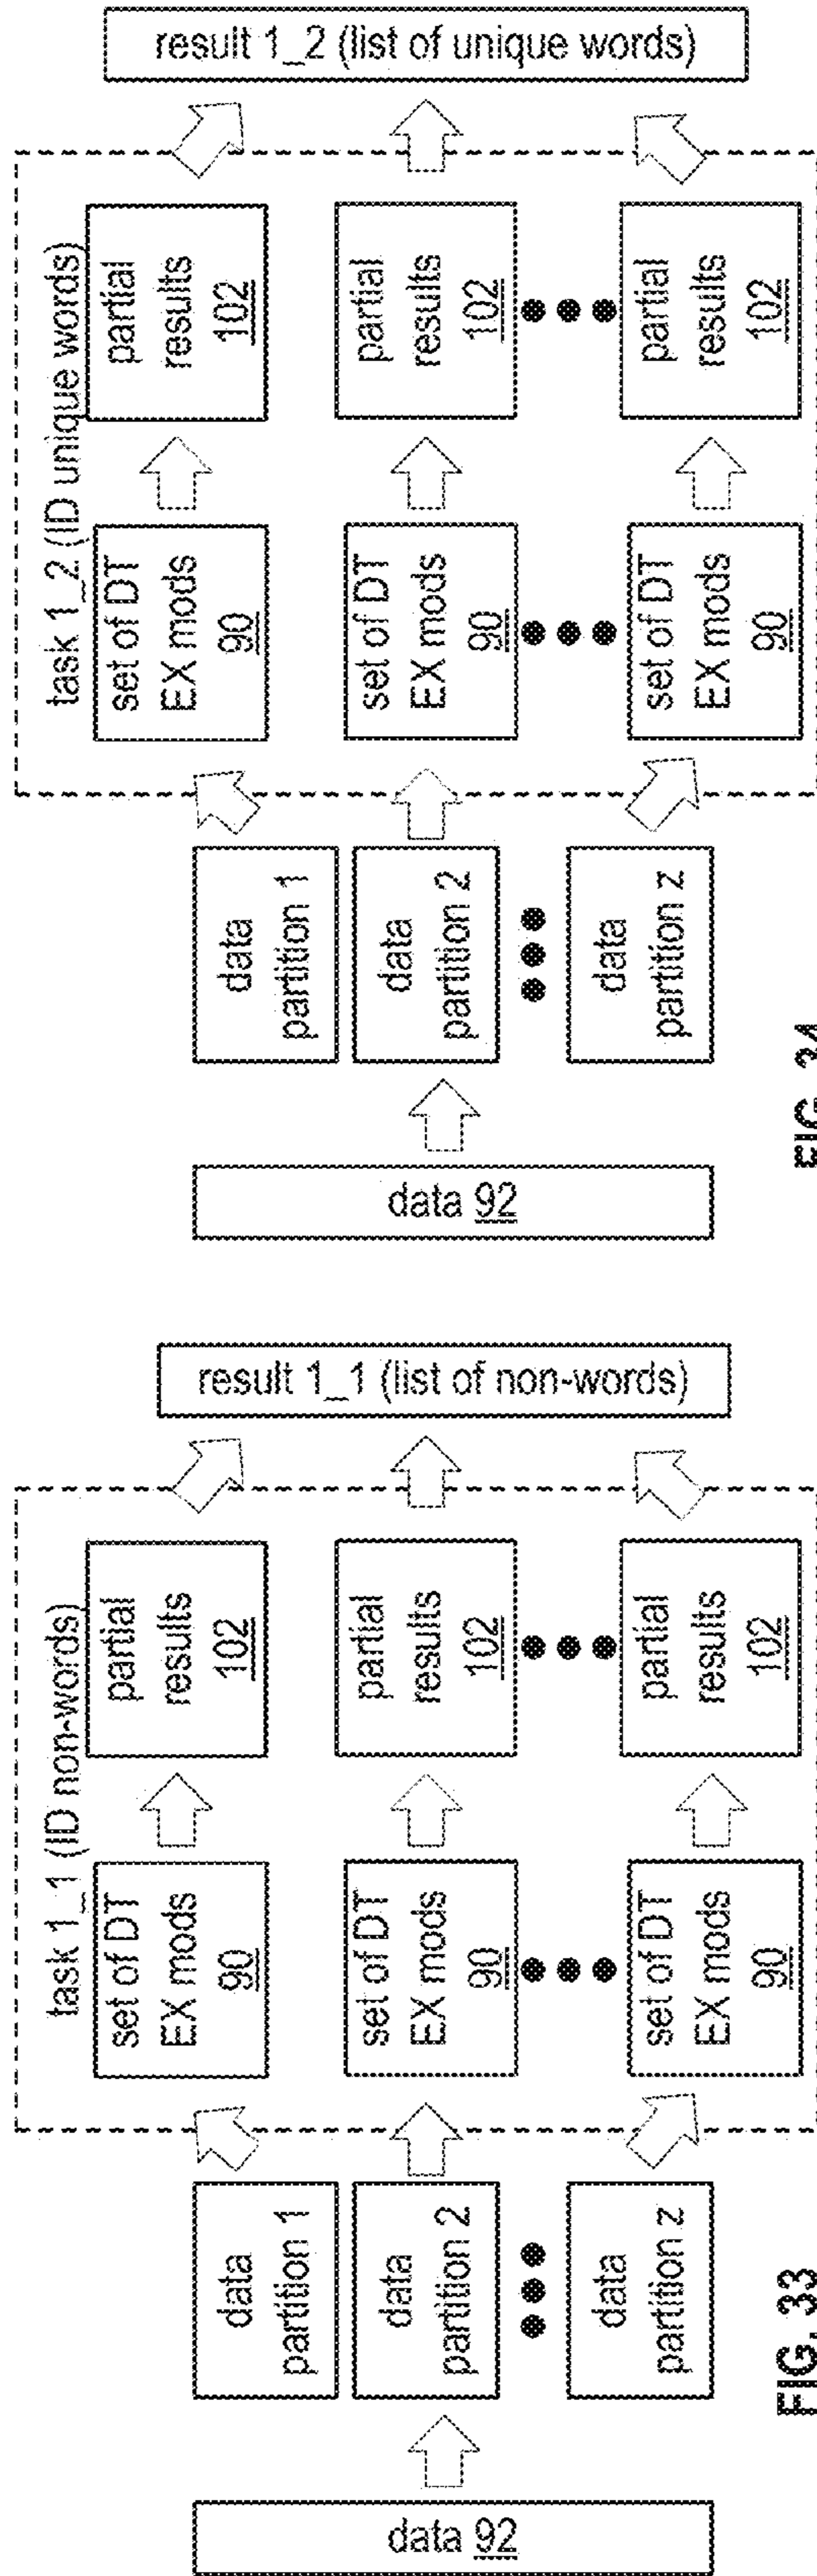 data 92
data
partition 1
data
partition 2
data
partition z
task 1_1 (ID non-words)
set of DT
EX mods
90
set of DT
EX mods
90
set of DT
EX mods
90
partial
results
102
partial
results
102
partial
results
102
result 1_1 (list of non-words)
FIG. 33
data 92
data
partition 1
data
partition 2
data
partition z
task 1_2 (ID unique words)
set of DT
EX mods
90
set of DT
EX mods
90
set of DT
EX mods
90
partial
results
102
partial
results
102
partial
results
102
result 1_2 (list of unique words)
FIG. 34